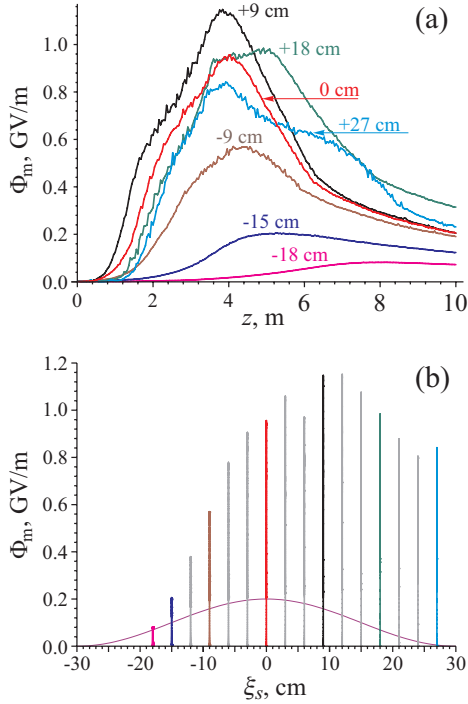 (a)
+9 cm
+18 cm
0 cm
+27 cm
-9 cm
-15 cm
-18 cm
Φm, GV/m
1.0
0.8
0.6
0.4
0.2
0.0
0 2 4 6 8 10
z, m
(b)
Φm, GV/m
1.2
1.0
0.8
0.6
0.4
0.2
0.0
-30 -20 -10 0 10 20 30
ξs, cm